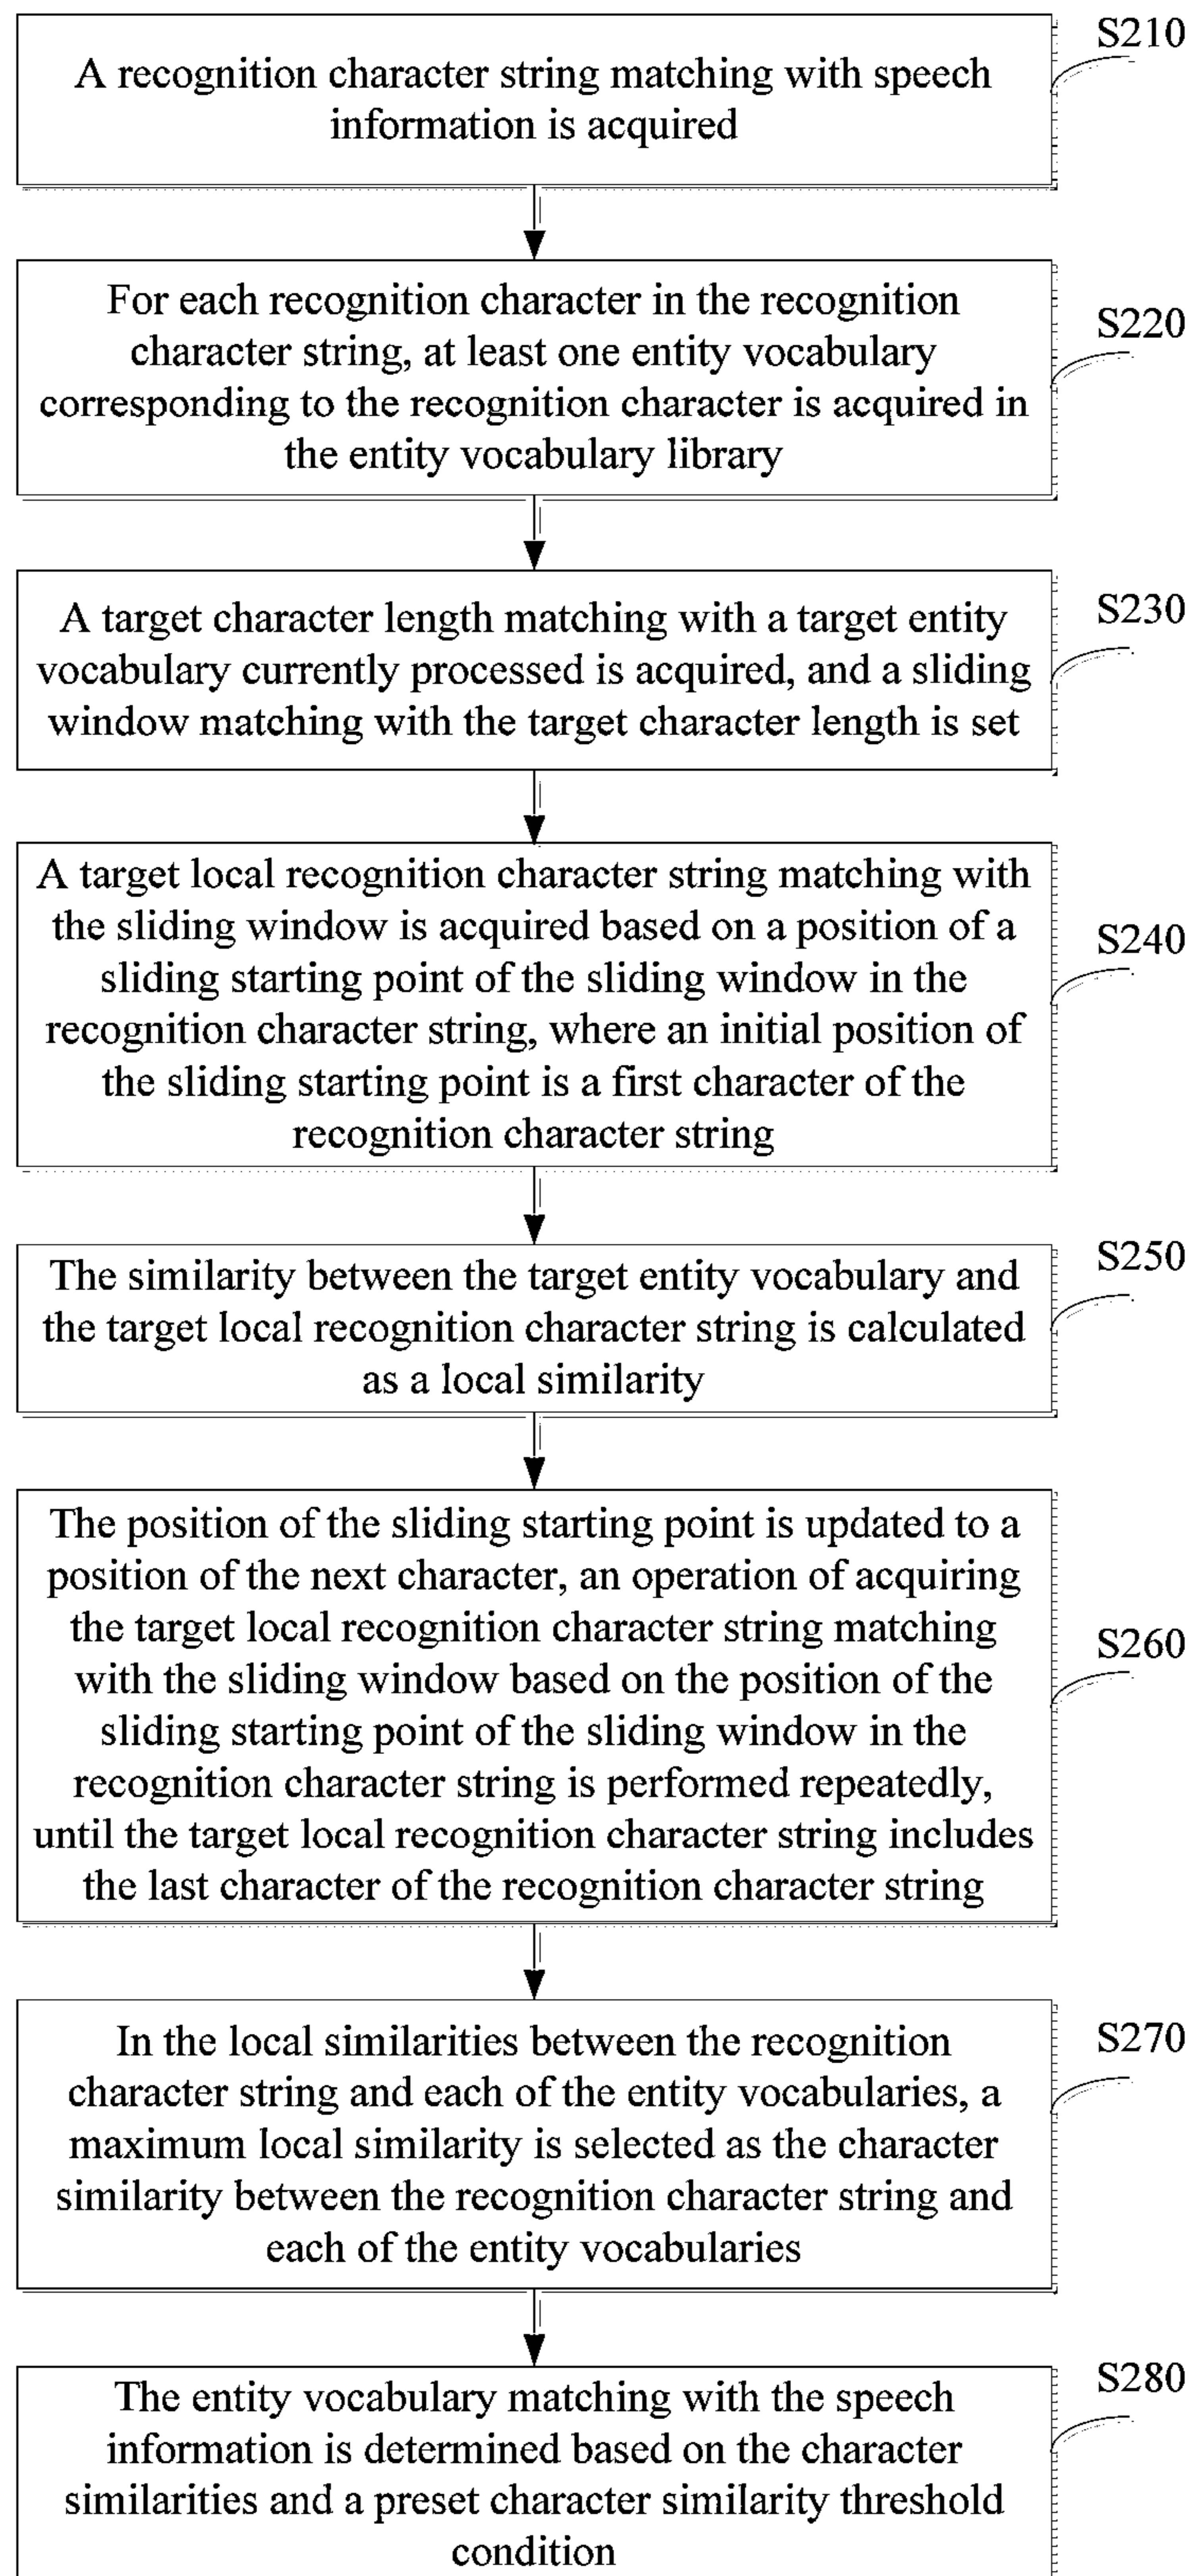 S210
A recognition character string matching with speech
information is acquired
For each recognition character in the recognition
S220
character string, at least one entity vocabulary
corresponding to the recognition character is acquired in
the entity vocabulary library
S230
A target character length matching with a target entity
vocabulary currently processed is acquired, and a sliding
window matching with the target character length is set
A target local recognition character string matching with
the sliding window is acquired based on a position of a
S240
sliding starting point of the sliding window in the
recognition character string, where an initial position of
the sliding starting point is a first character of the
recognition character string
S250
The similarity between the target entity vocabulary and
the target local recognition character string is calculated
as a local similarity
The position of the sliding starting point is updated to a
position of the next character, an operation of acquiring
the target local recognition character string matching
S260
with the sliding window based on the position of the
sliding starting point of the sliding window in the
recognition character string is performed repeatedly,
until the target local recognition character string includes
the last character of the recognition character string
S270
In the local similarities between the recognition
character string and each of the entity vocabularies, a
maximum local similarity is selected as the character
similarity between the recognition character string and
each of the entity vocabularies
S280
The entity vocabulary matching with the speech
information is determined based on the character
similarities and a preset character similarity threshold
condition